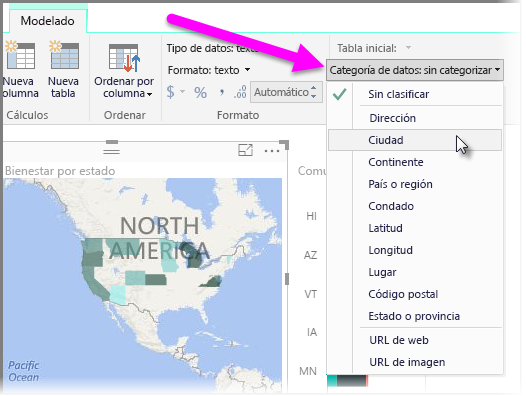 Modelado
Nueva columna
Nueva tabla
Ordenar por columna
Tipo de datos: texto
Formato: texto
$ % , .00
Automático
Tabla inicial:
Categoría de datos: sin categorizar
Cálculos
Ordenar
Formato
Sin clasificar
Dirección
Ciudad
Continente
País o región
Condado
Latitud
Longitud
Lugar
Código postal
Estado o provincia
URL de web
URL de imagen
Bienestar por estado
NORTH
AMERICA
Pacific
Ocean
HI
AZ
VT
IA
MN